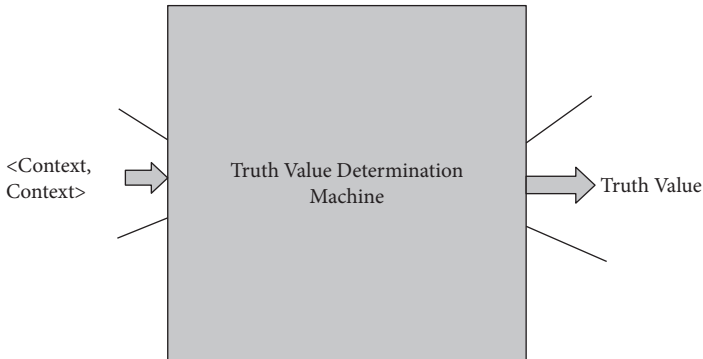 <Context,
Context>
Truth Value Determination
Machine
Truth Value